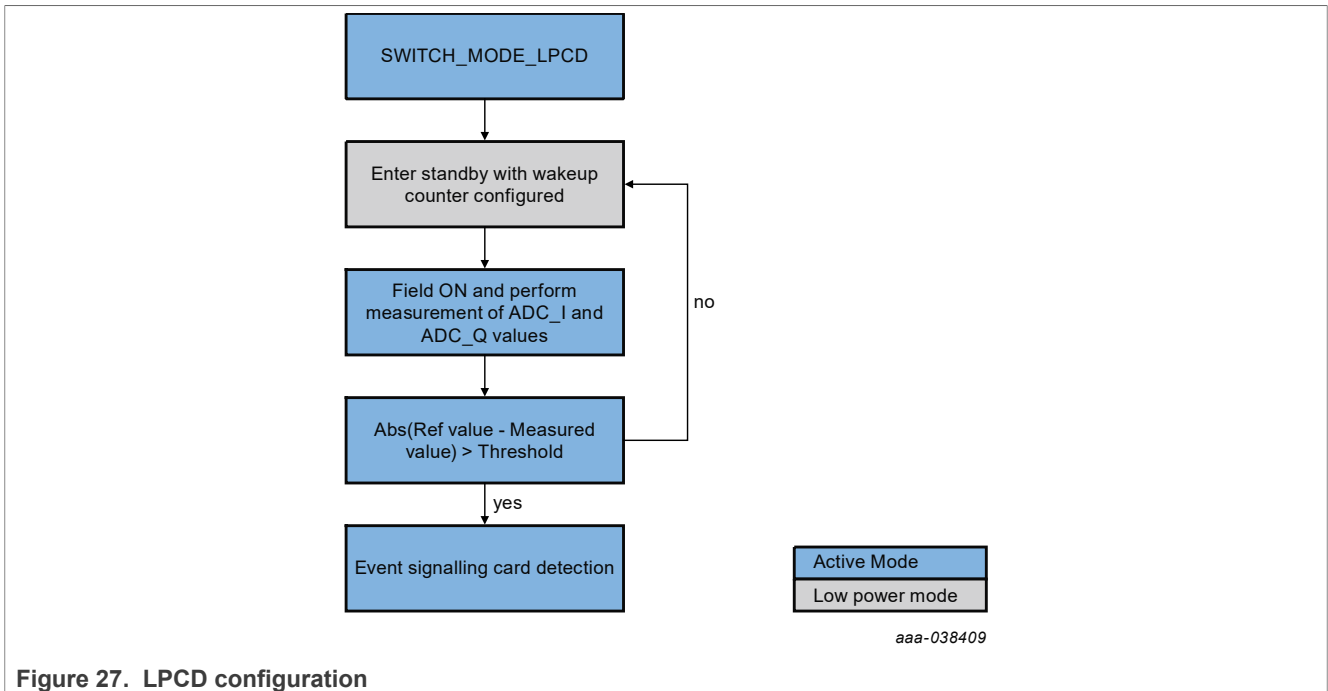 SWITCH_MODE_LPCD
Enter standby with wakeup
counter configured
Field ON and perform
measurement of ADC_I and
ADC_Q values
no
Abs(Ref value - Measured
value) > Threshold
yes
Event signalling card detection
Active Mode
Low power mode
aaa-038409
Figure 27. LPCD configuration